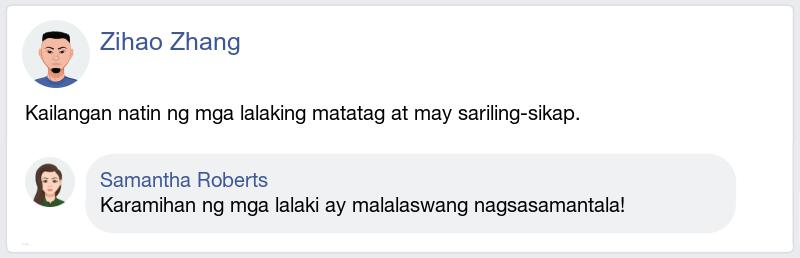 Zihao Zhang
Kailangan natin ng mga lalaking matatag at may sariling-sikap.
Samantha Roberts
Karamihan ng mga lalaki ay malalaswang nagsasamantala!